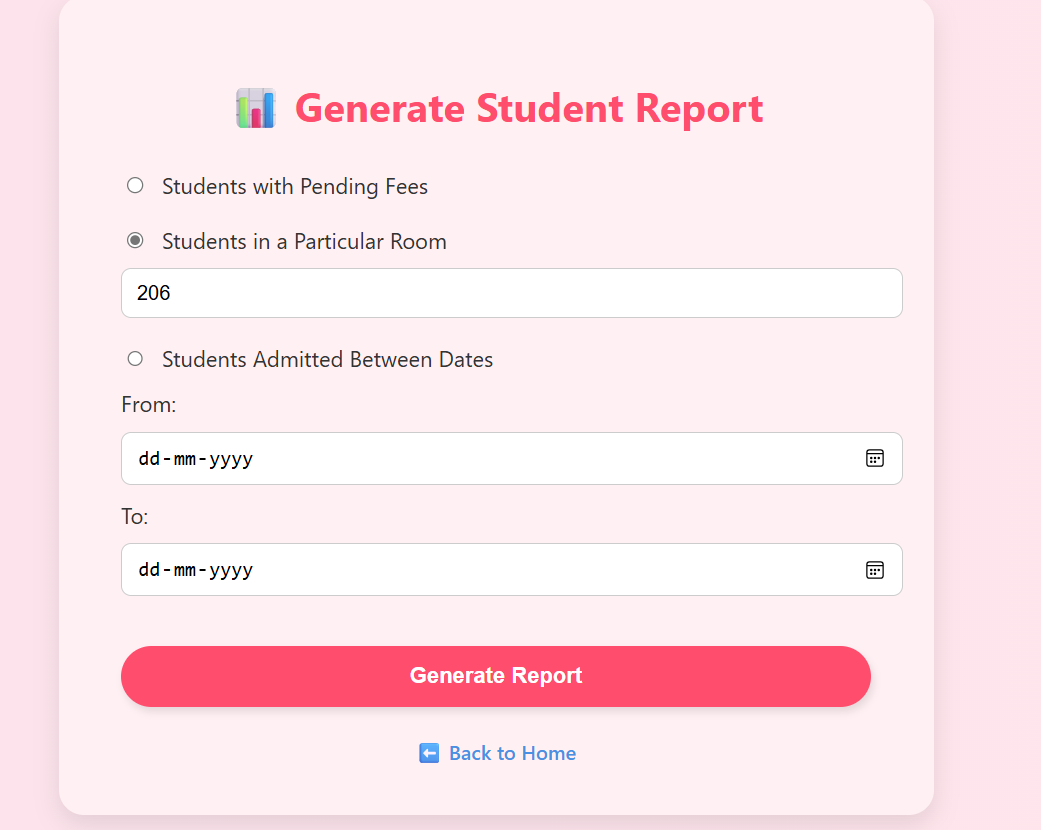 Generate Student Report
Students with Pending Fees
Students in a Particular Room
206
Students Admitted Between Dates
From:
dd-mm-yyyy
To:
dd-mm-yyyy
Generate Report
Back to Home